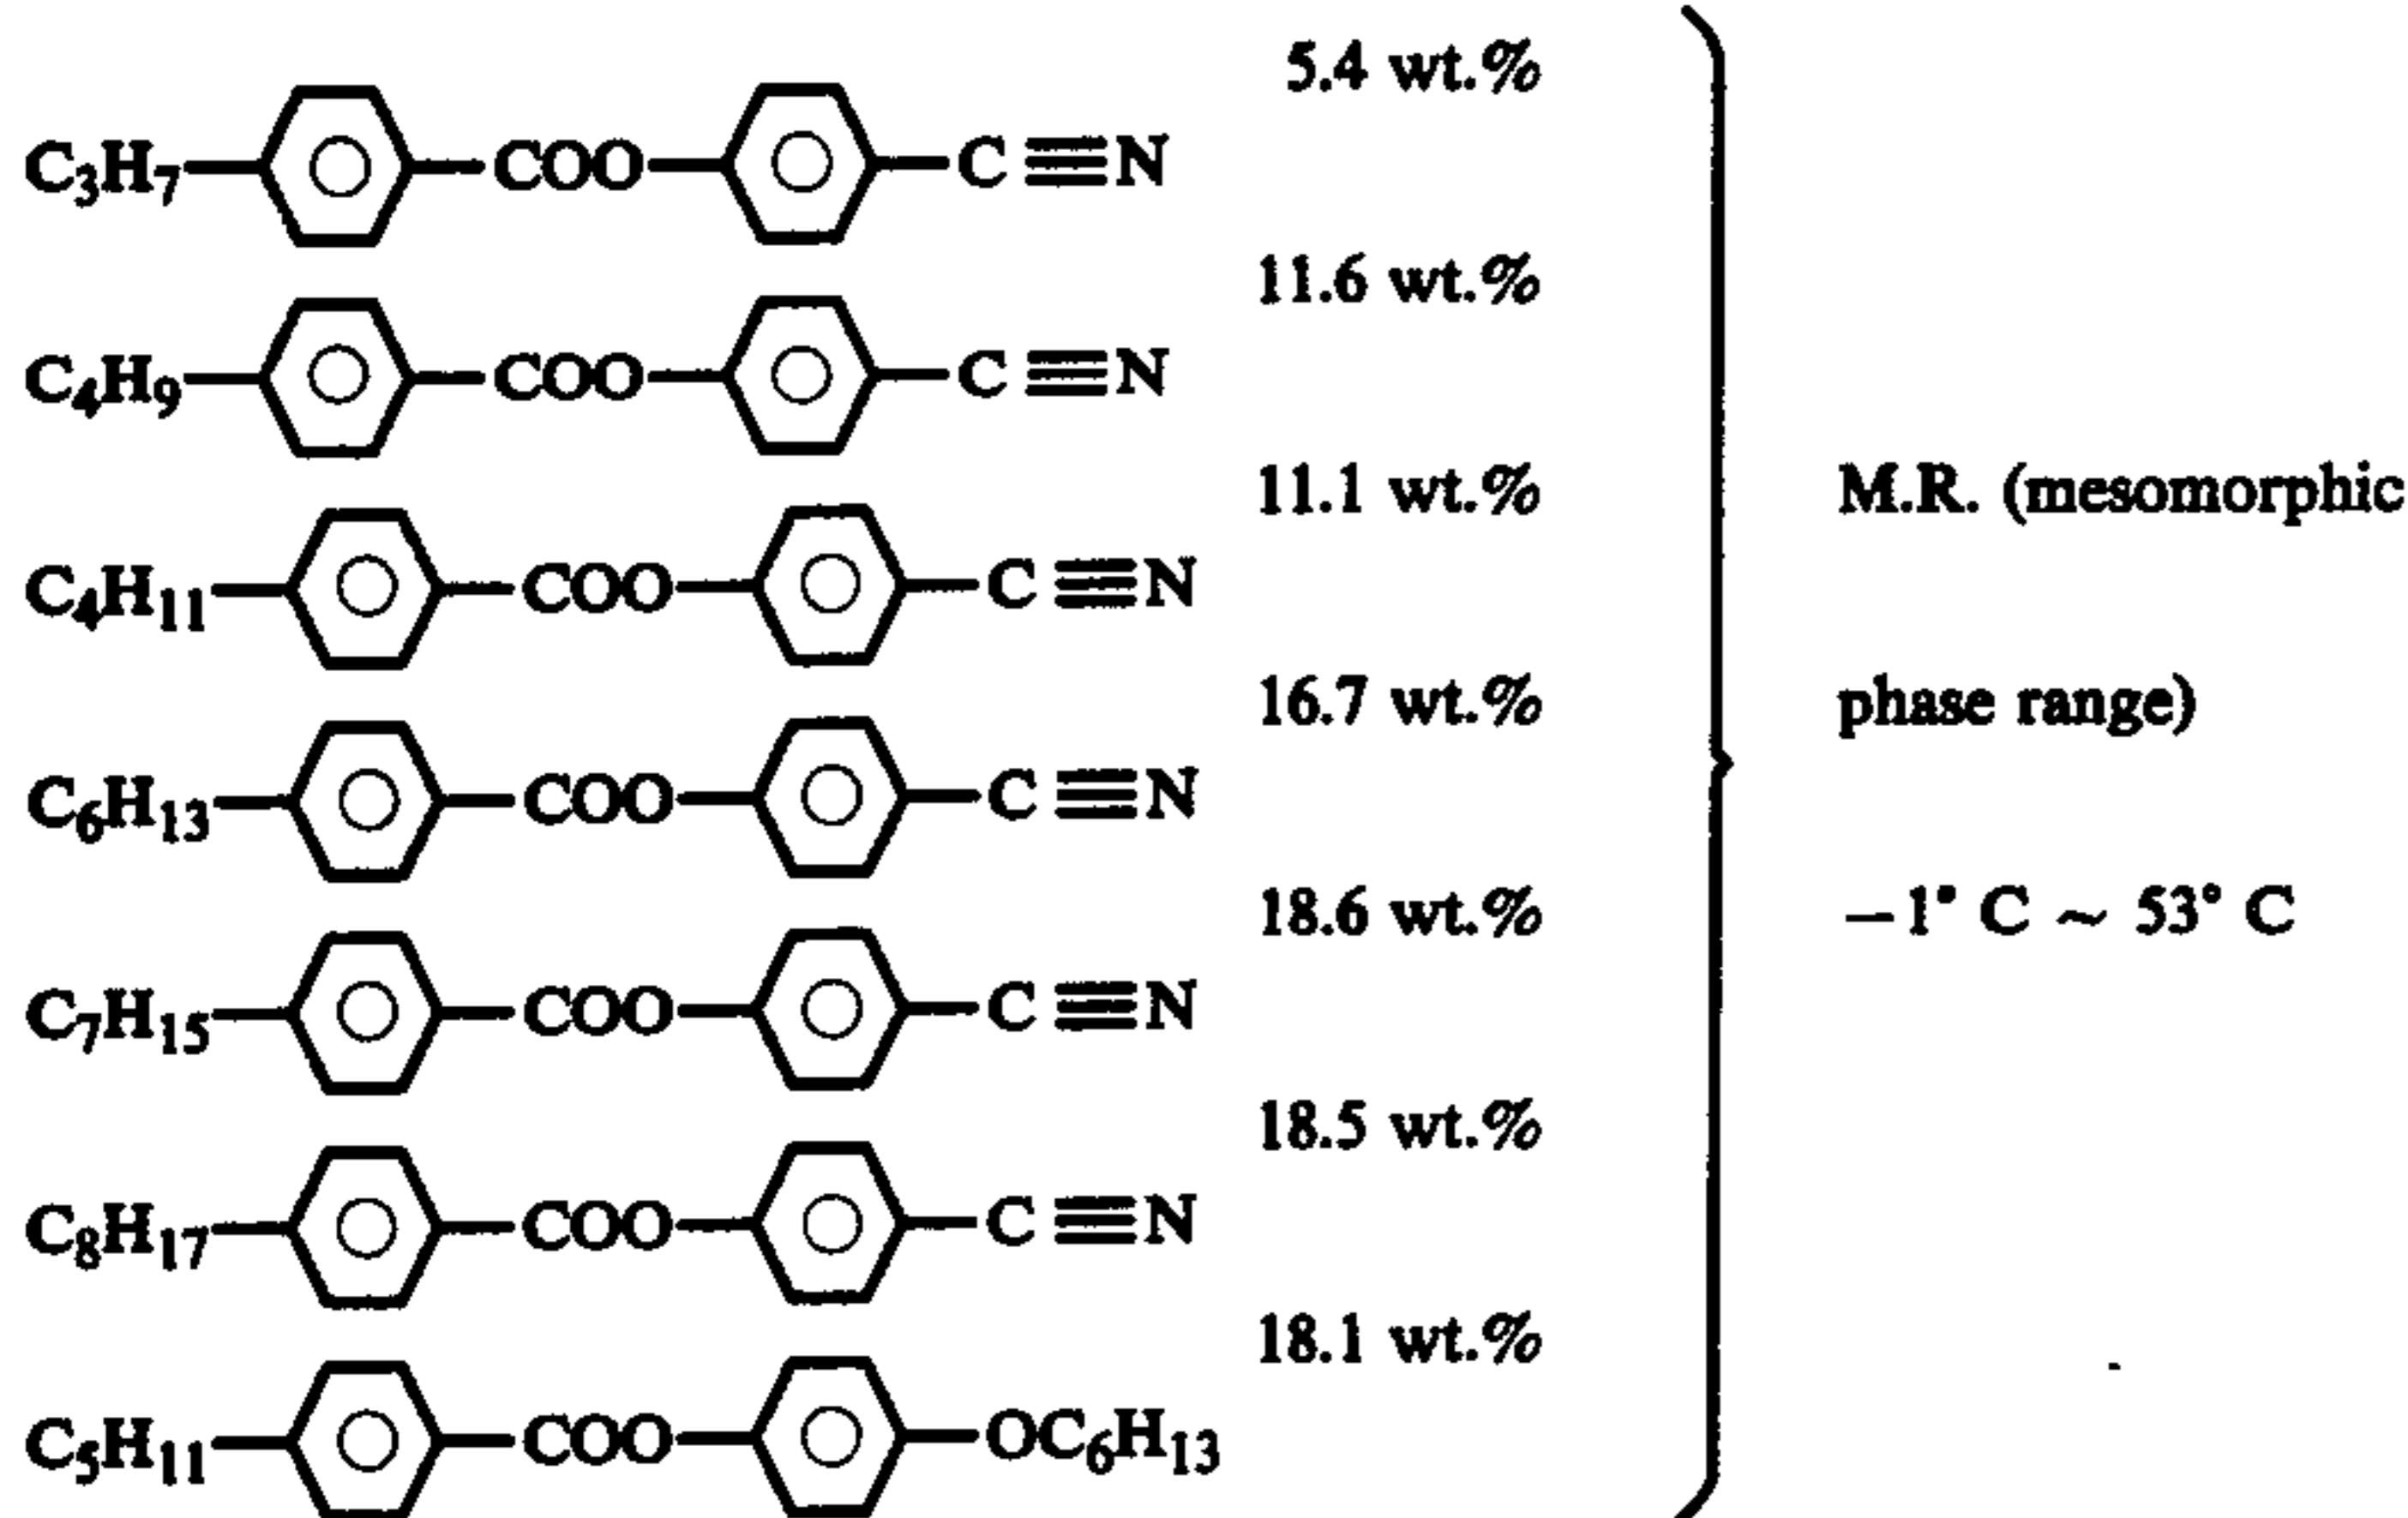 5.4 wt.%
C3H7 COO C≡N
11.6 wt.%
C4H9 COO C≡N
11.1 wt.% M.R. (mesomorphic
C4H11 COO C≡N
16.7 wt.% phase range)
C6H13 COO C≡N
18.6 wt.% −1° C ~ 53° C
C7H15 COO C≡N
18.5 wt.%
C8H17 COO C≡N
18.1 wt.%
C5H11 COO OC6H13